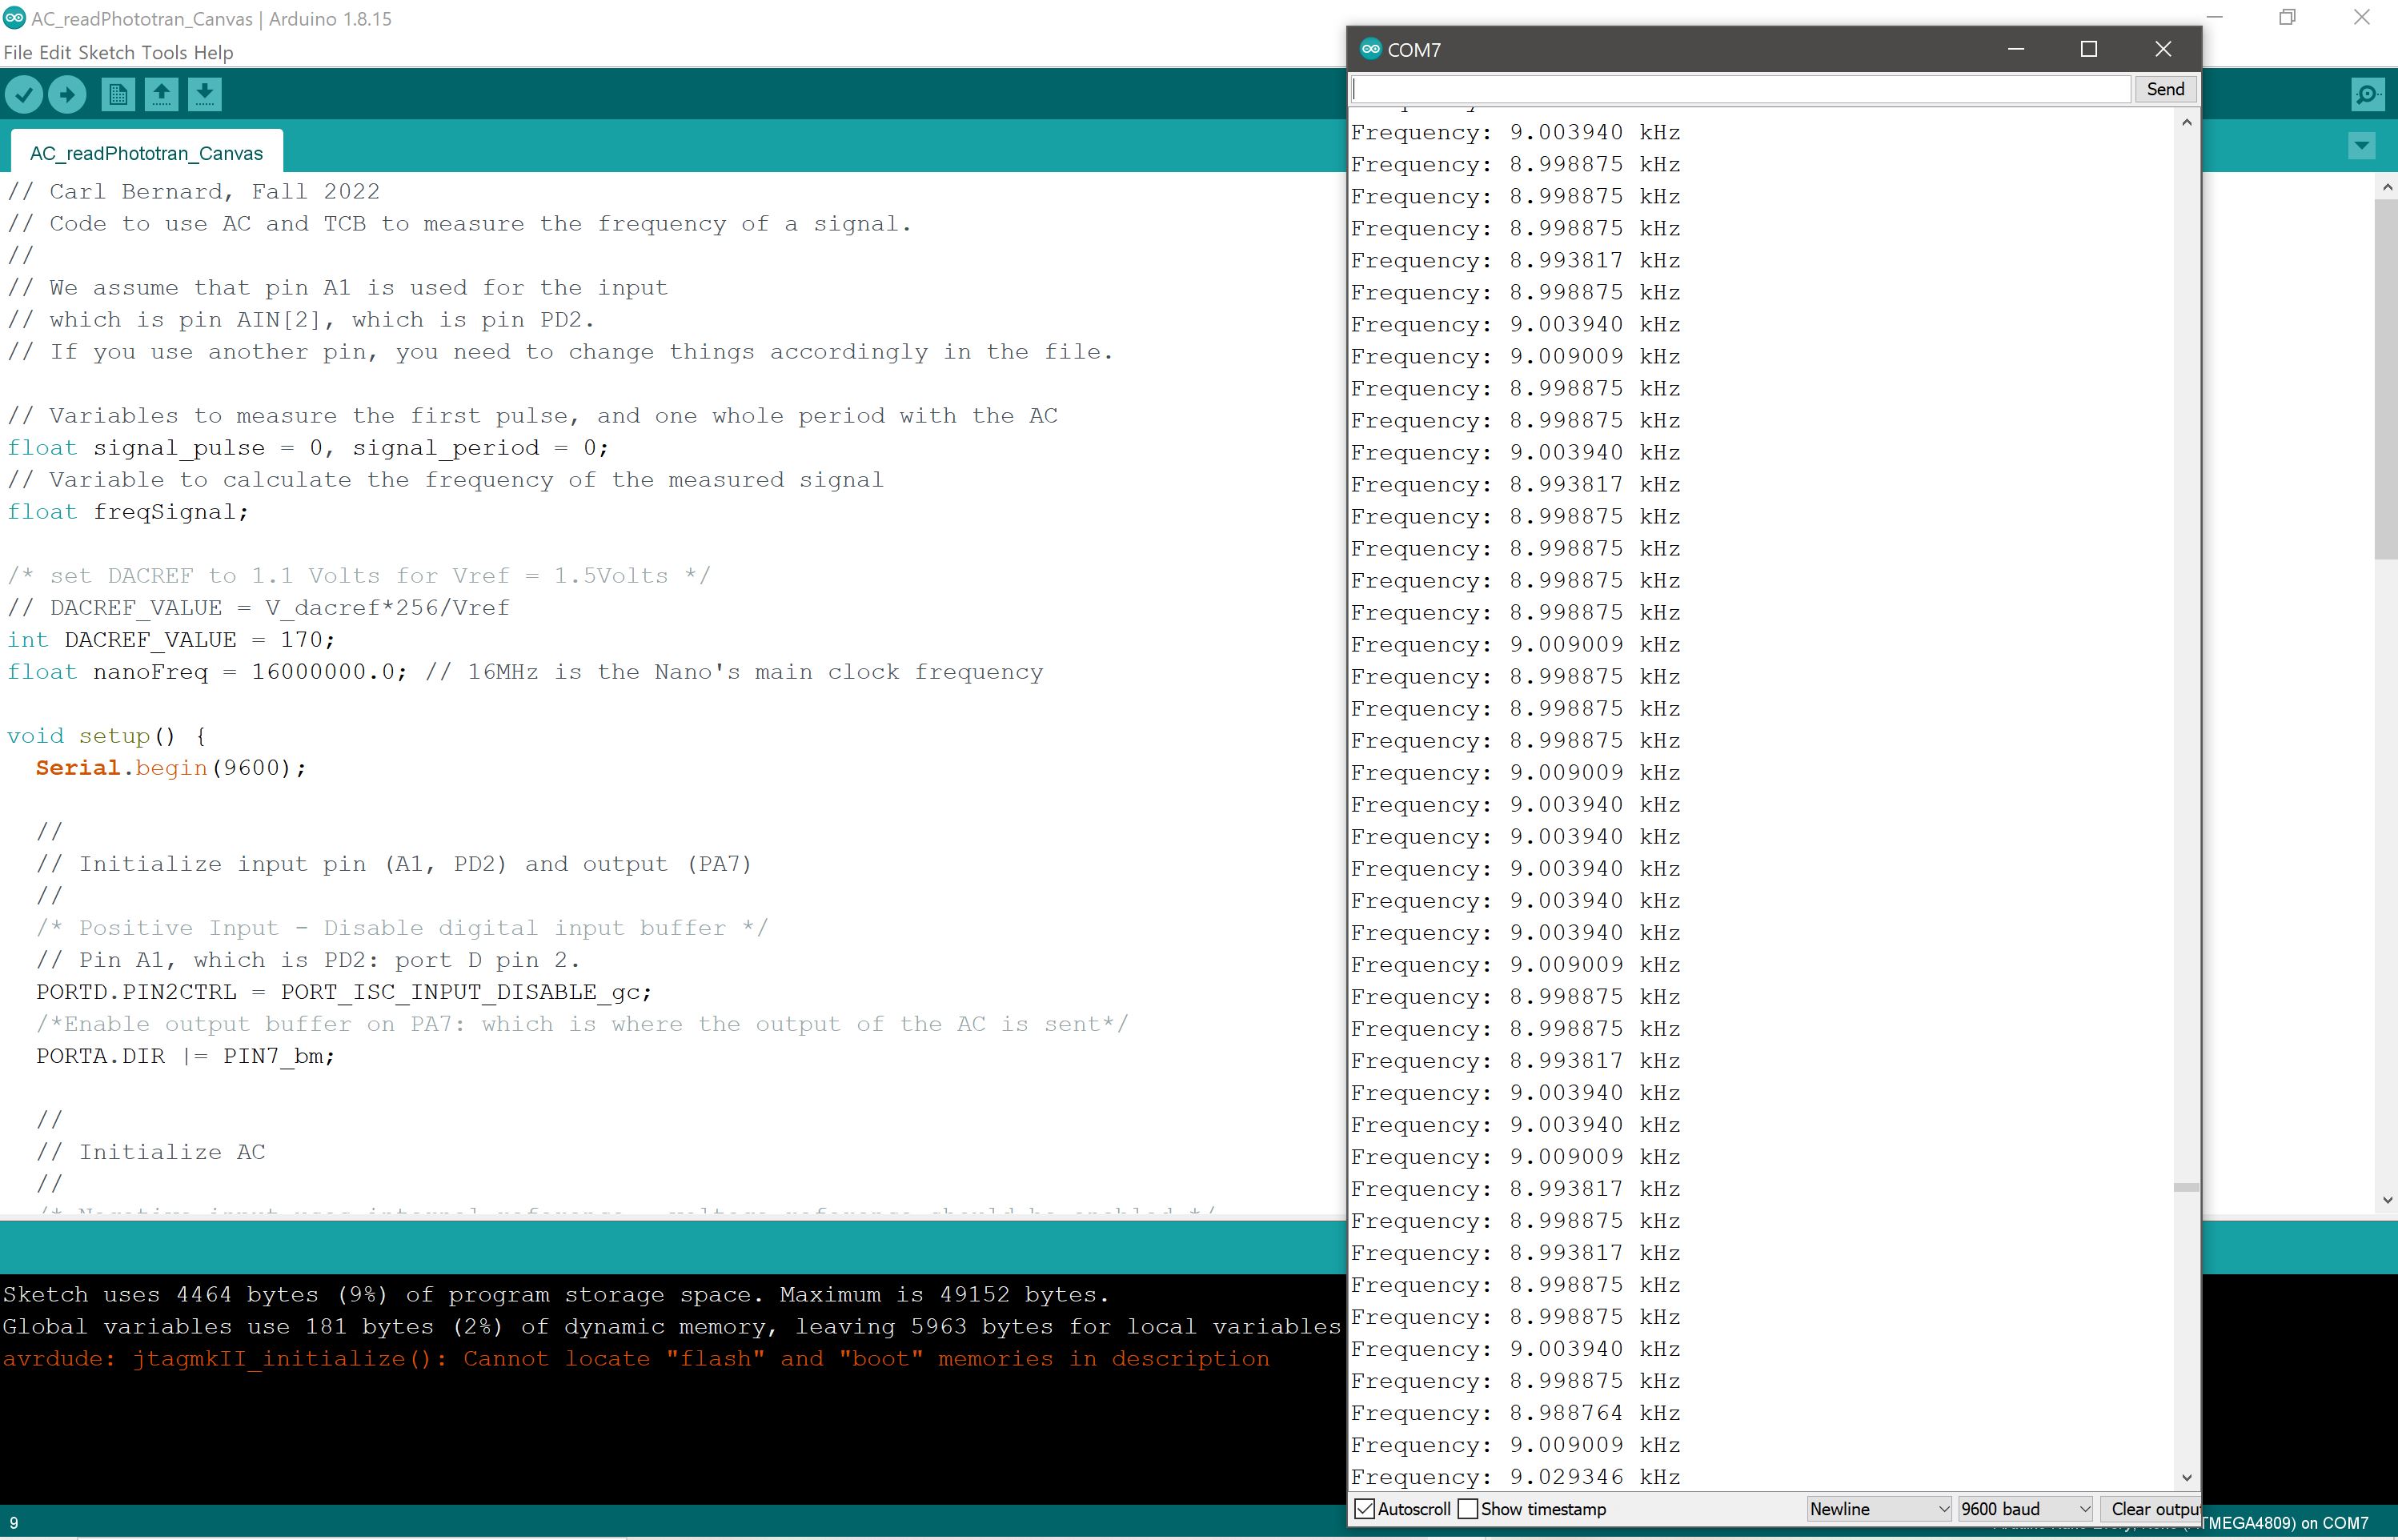 AC_readPhototran_Canvas | Arduino 1.8.15
File Edit Sketch Tools Help
AC_readPhototran_Canvas
// Carl Bernard, Fall 2022
// Code to use AC and TCB to measure the frequency of a signal.
//
// We assume that pin A1 is used for the input
// which is pin AIN[2], which is pin PD2.
// If you use another pin, you need to change things accordingly in the file.
// Variables to measure the first pulse, and one whole period with the AC
float signal_pulse = 0, signal_period = 0;
// Variable to calculate the frequency of the measured signal
float freqSignal;
/* set DACREF to 1.1 Volts for Vref = 1.5Volts */
// DACREF_VALUE = V_dacref*256/Vref
int DACREF_VALUE = 170;
float nanoFreq = 16000000.0; // 16MHz is the Nano's main clock frequency
void setup() {
Serial.begin(9600);
//
// Initialize input pin (A1, PD2) and output (PA7)
//
/* Positive Input - Disable digital input buffer */
// Pin A1, which is PD2: port D pin 2.
PORTD.PIN2CTRL = PORT_ISC_INPUT_DISABLE_gc;
/*Enable output buffer on PA7: which is where the output of the AC is sent*/
PORTA.DIR |= PIN7_bm;
//
// Initialize AC
//
Sketch uses 4464 bytes (9%) of program storage space. Maximum is 49152 bytes.
Global variables use 181 bytes (2%) of dynamic memory, leaving 5963 bytes for local variables
avrdude: jtagmkII_initialize(): Cannot locate "flash" and "boot" memories in description
9
COM7
Send
Frequency: 9.003940 kHz
Frequency: 8.998875 kHz
Frequency: 8.998875 kHz
Frequency: 8.998875 kHz
Frequency: 8.993817 kHz
Frequency: 8.998875 kHz
Frequency: 9.003940 kHz
Frequency: 9.009009 kHz
Frequency: 8.998875 kHz
Frequency: 8.998875 kHz
Frequency: 9.003940 kHz
Frequency: 8.993817 kHz
Frequency: 8.998875 kHz
Frequency: 8.998875 kHz
Frequency: 8.998875 kHz
Frequency: 8.998875 kHz
Frequency: 9.009009 kHz
Frequency: 8.998875 kHz
Frequency: 8.998875 kHz
Frequency: 8.998875 kHz
Frequency: 9.009009 kHz
Frequency: 9.003940 kHz
Frequency: 9.003940 kHz
Frequency: 9.003940 kHz
Frequency: 9.003940 kHz
Frequency: 9.003940 kHz
Frequency: 9.009009 kHz
Frequency: 8.998875 kHz
Frequency: 8.998875 kHz
Frequency: 8.993817 kHz
Frequency: 9.003940 kHz
Frequency: 9.003940 kHz
Frequency: 9.009009 kHz
Frequency: 8.993817 kHz
Frequency: 8.998875 kHz
Frequency: 8.993817 kHz
Frequency: 8.998875 kHz
Frequency: 8.998875 kHz
Frequency: 9.003940 kHz
Frequency: 8.998875 kHz
Frequency: 8.988764 kHz
Frequency: 9.009009 kHz
Frequency: 9.029346 kHz
Autoscroll Show timestamp Newline 9600 baud Clear outpu
TMEGA4809) on COM7